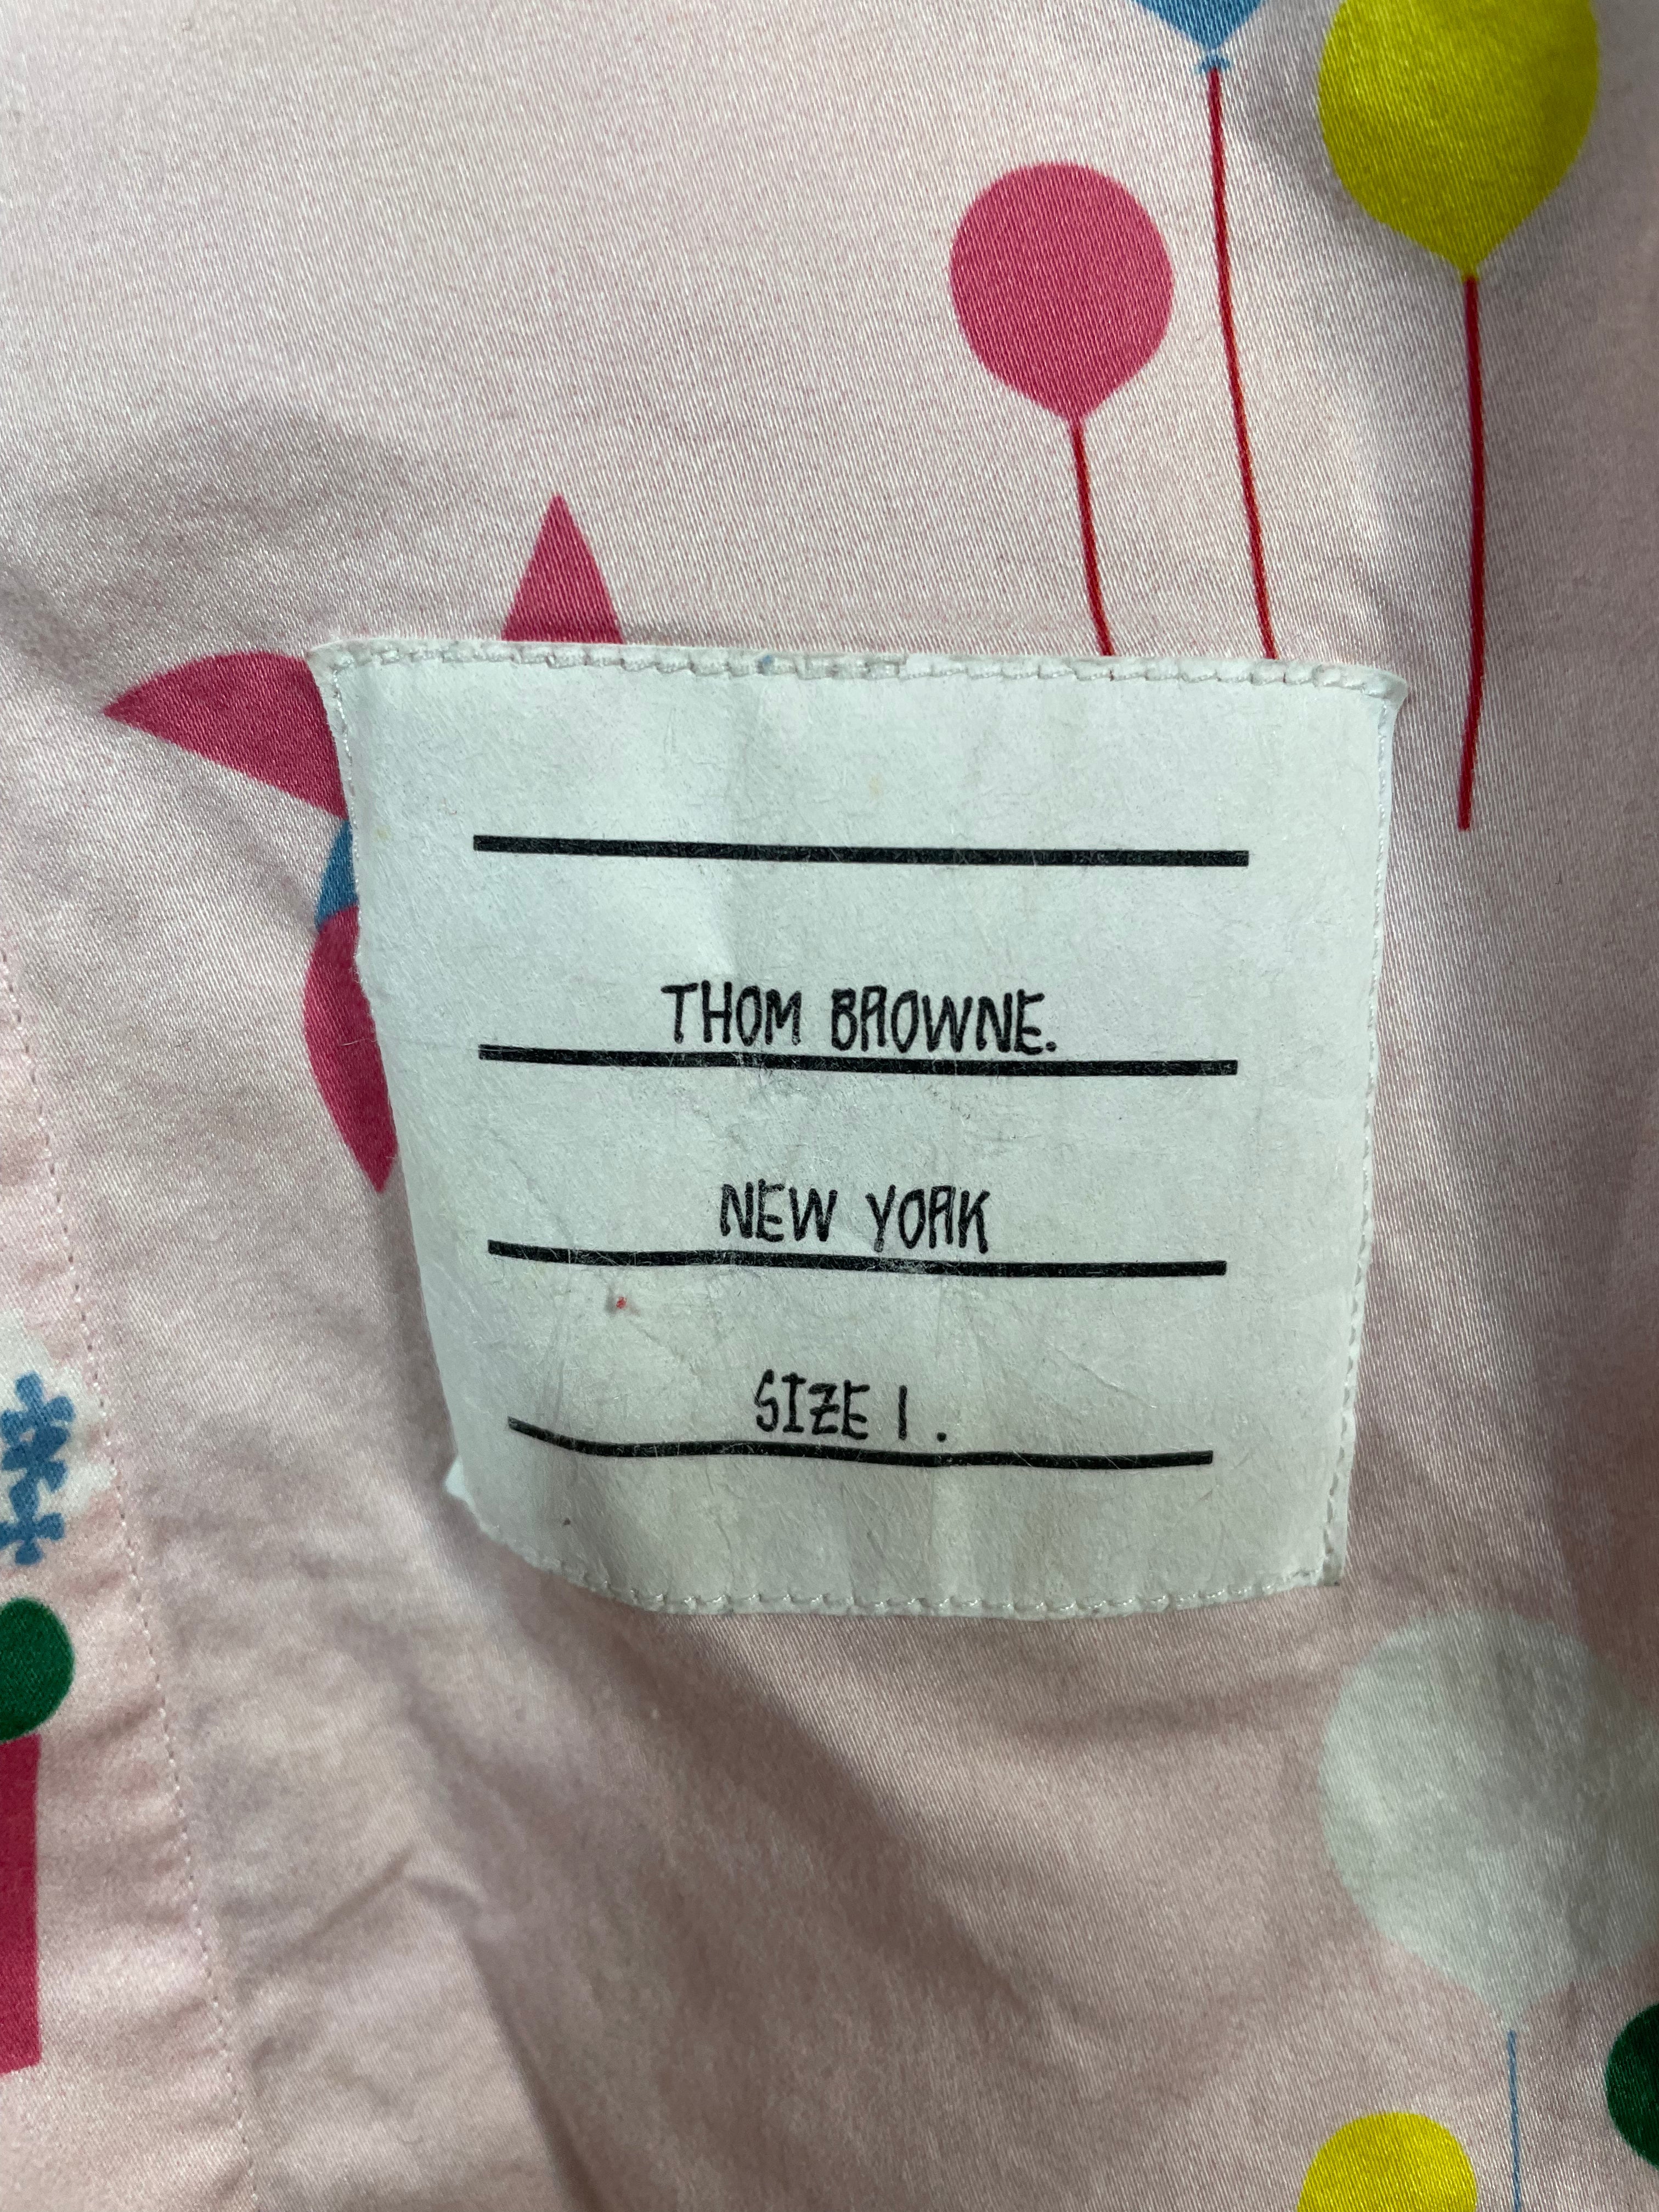 THOM BROWNE.
NEW YORK
SIZE 1.